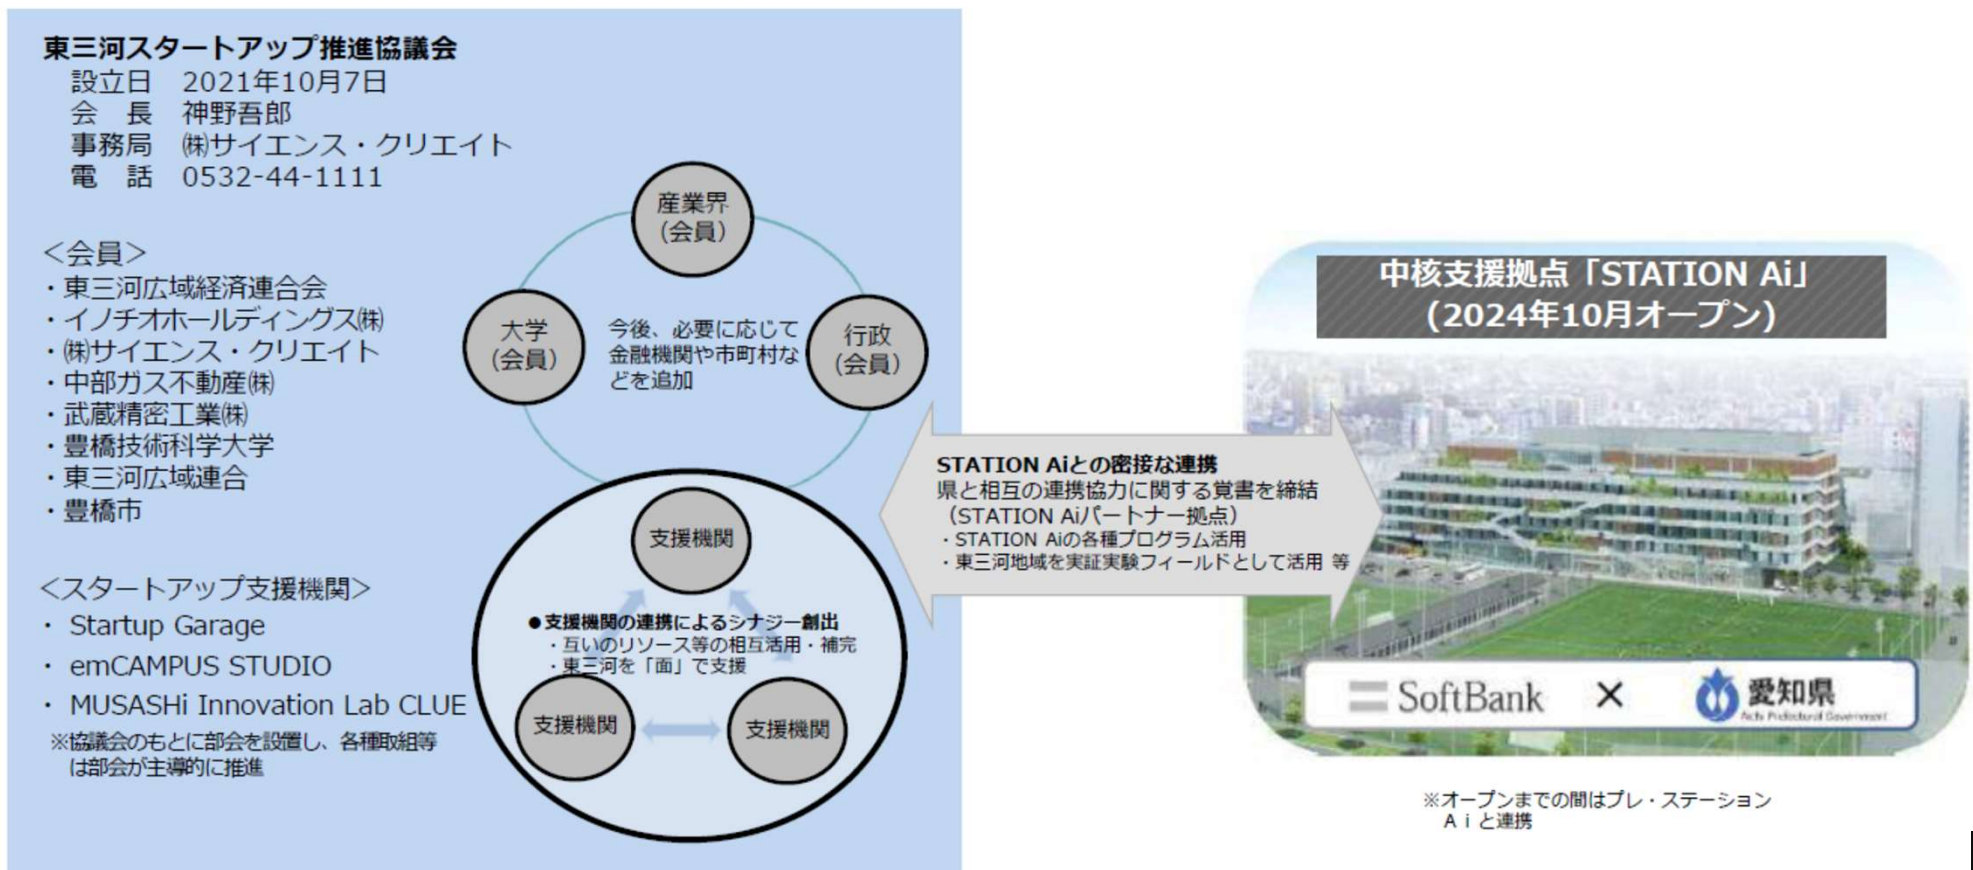 東三河スタートアップ推進協議会
設立日　2021年10月7日
会　長　神野吾郎
事務局　㈱サイエンス・クリエイト
電　話　0532-44-1111
＜会員＞
・東三河広域経済連合会
・イノチオホールディングス㈱
・㈱サイエンス・クリエイト
・中部ガス不動産㈱
・武蔵精密工業㈱
・豊橋技術科学大学
・東三河広域連合
・豊橋市
＜スタートアップ支援機関＞
・ Startup Garage
・ emCAMPUS STUDIO
・ MUSASHi Innovation Lab CLUE
※協議会のもとに部会を設置し、各種取組等
は部会が主導的に推進
産業界
（会員）
大学
（会員）
今後、必要に応じて
金融機関や市町村な
どを追加
行政
（会員）
支援機関
●支援機関の連携によるシナジー創出
・互いのリソース等の相互活用・補完
・東三河を「面」で支援
支援機関
支援機関
STATION Aiとの密接な連携
県と相互の連携協力に関する覚書を締結
（STATION Aiパートナー拠点）
・STATION Aiの各種プログラム活用
・東三河地域を実証実験フィールドとして活用 等
中核支援拠点「STATION Ai」
(2024年10月オープン)
SoftBank × 愛知県
Aichi Prefectural Government
※オープンまでの間はプレ・ステーション
Ａｉと連携